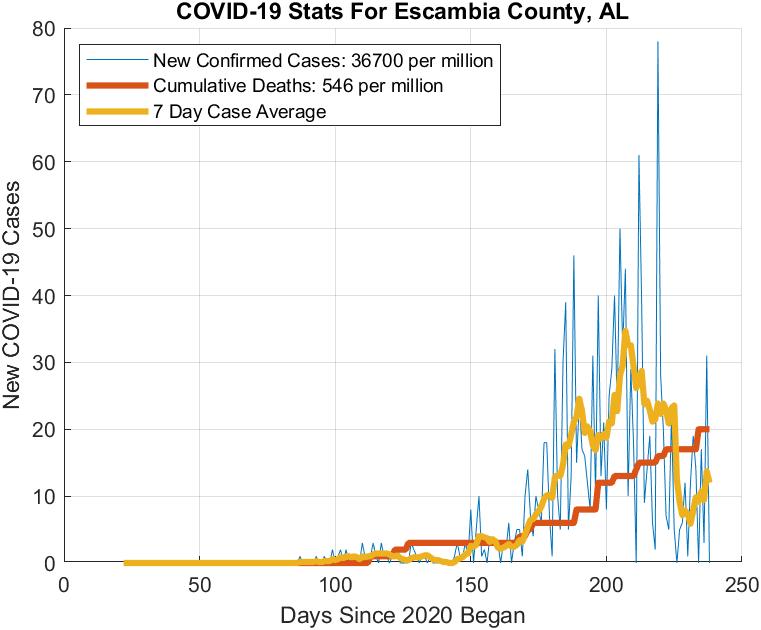 COVID-19 Stats For Escambia County, AL
New Confirmed Cases: 36700 per million
Cumulative Deaths: 546 per million
7 Day Case Average
New COVID-19 Cases
80
70
60
50
40
30
20
10
0
0 50 100 150 200 250
Days Since 2020 Began